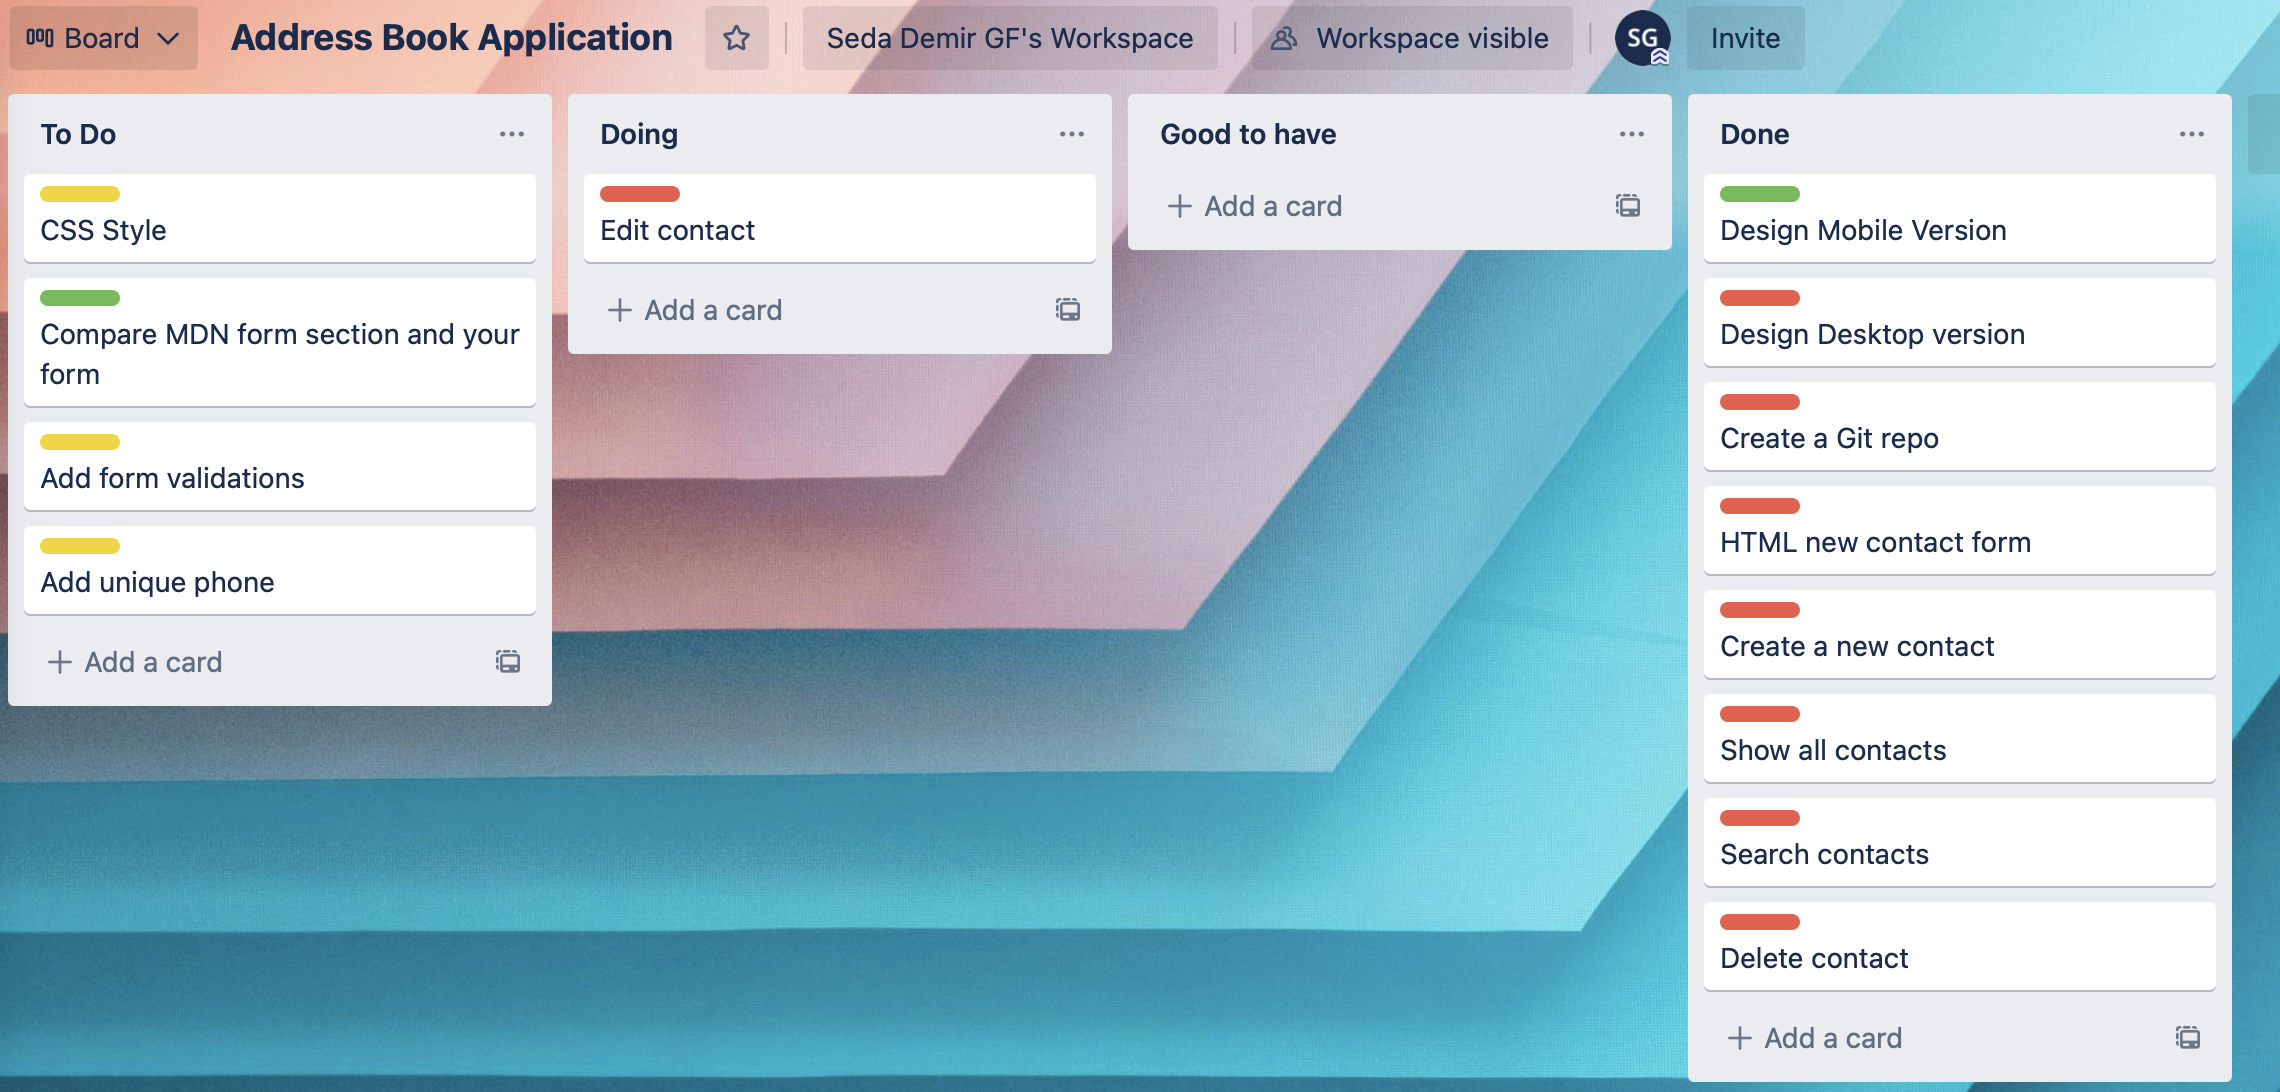 Board
Address Book Application
Seda Demir GF's Workspace
Workspace visible
SG
Invite
To Do
CSS Style
Compare MDN form section and your
form
Add form validations
Add unique phone
Add a card
Doing
Edit contact
Add a card
Good to have
Add a card
Done
Design Mobile Version
Design Desktop version
Create a Git repo
HTML new contact form
Create a new contact
Show all contacts
Search contacts
Delete contact
Add a card